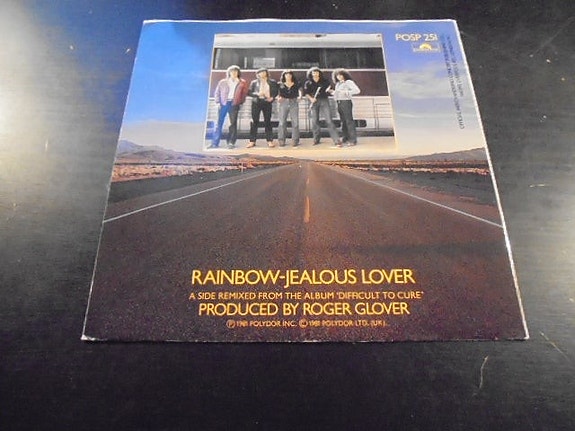 POSP 251
RAINBOW-JEALOUS LOVER
A SIDE REMIXED FROM THE ALBUM "DIFFICULT TO CURE"
PRODUCED BY ROGER GLOVER
℗ 1981 POLYDOR INC. © 1981 POLYDOR LTD. (U.K.)